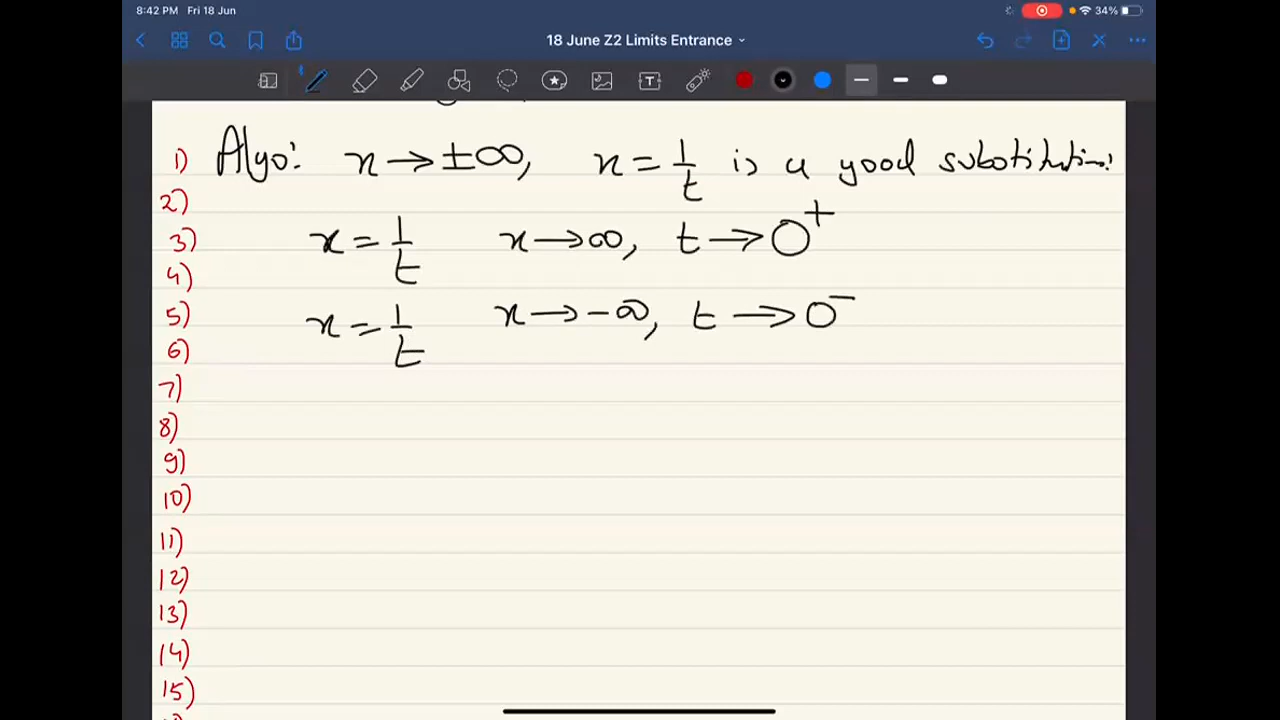 8:42 PM Fri 18 Jun 34%
18 June Z2 Limits Entrance
1) Algo: x → ±∞, x = 1/t is a good substitution!
2)
3) x = 1/t x → ∞, t → 0⁺
4)
5) x = 1/t x → -∞, t → 0⁻
6)
7)
8)
9)
10)
11)
12)
13)
14)
15)